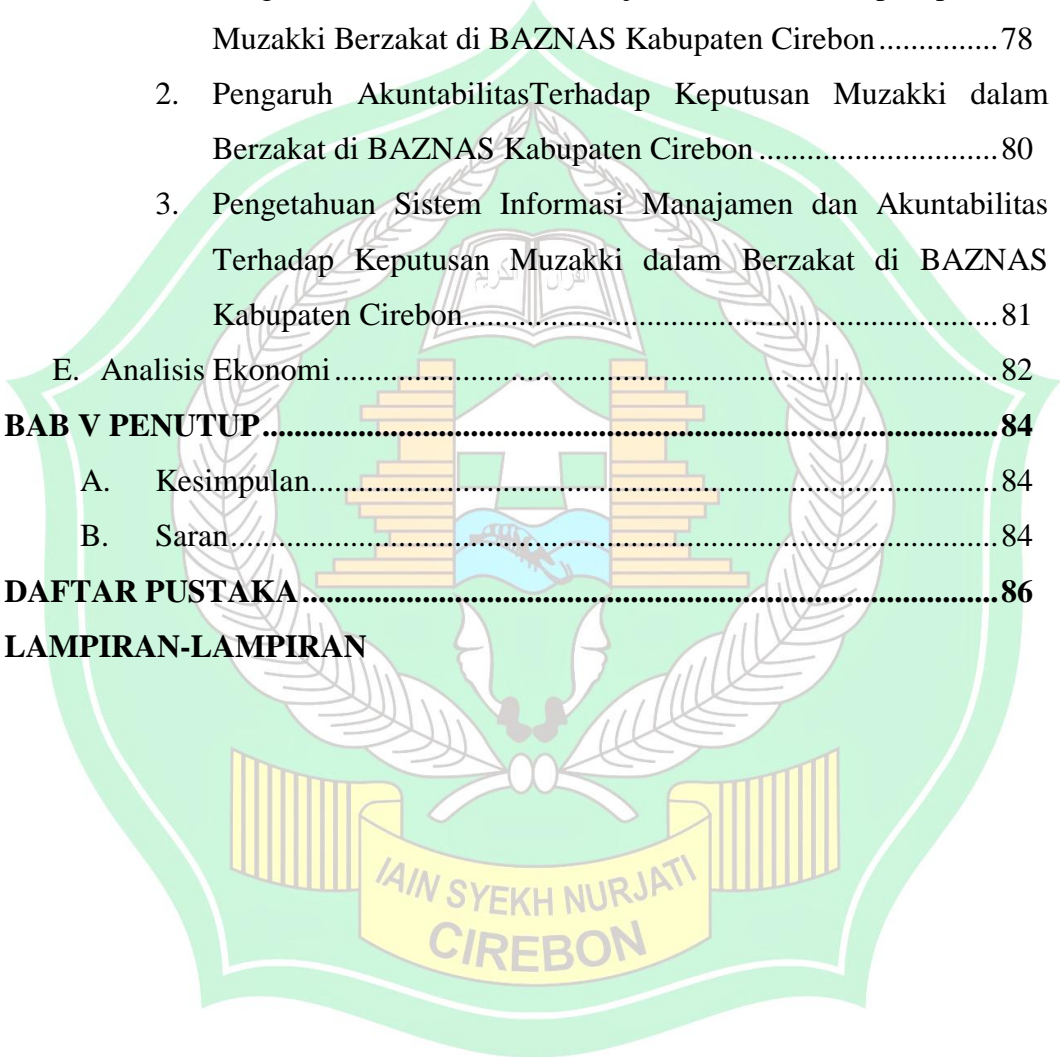 Muzakki Berzakat di BAZNAS Kabupaten Cirebon...............78
2. Pengaruh AkuntabilitasTerhadap Keputusan Muzakki dalam
Berzakat di BAZNAS Kabupaten Cirebon..............................80
3. Pengetahuan Sistem Informasi Manajamen dan Akuntabilitas
Terhadap Keputusan Muzakki dalam Berzakat di BAZNAS
Kabupaten Cirebon....................................................................81
E. Analisis Ekonomi.....................................................................................82
BAB V PENUTUP.............................................................................................84
A. Kesimpulan.......................................................................................84
B. Saran.................................................................................................84
DAFTAR PUSTAKA........................................................................................86
LAMPIRAN-LAMPIRAN
القرآن الكريم
IAIN SYEKH NURJATI
CIREBON